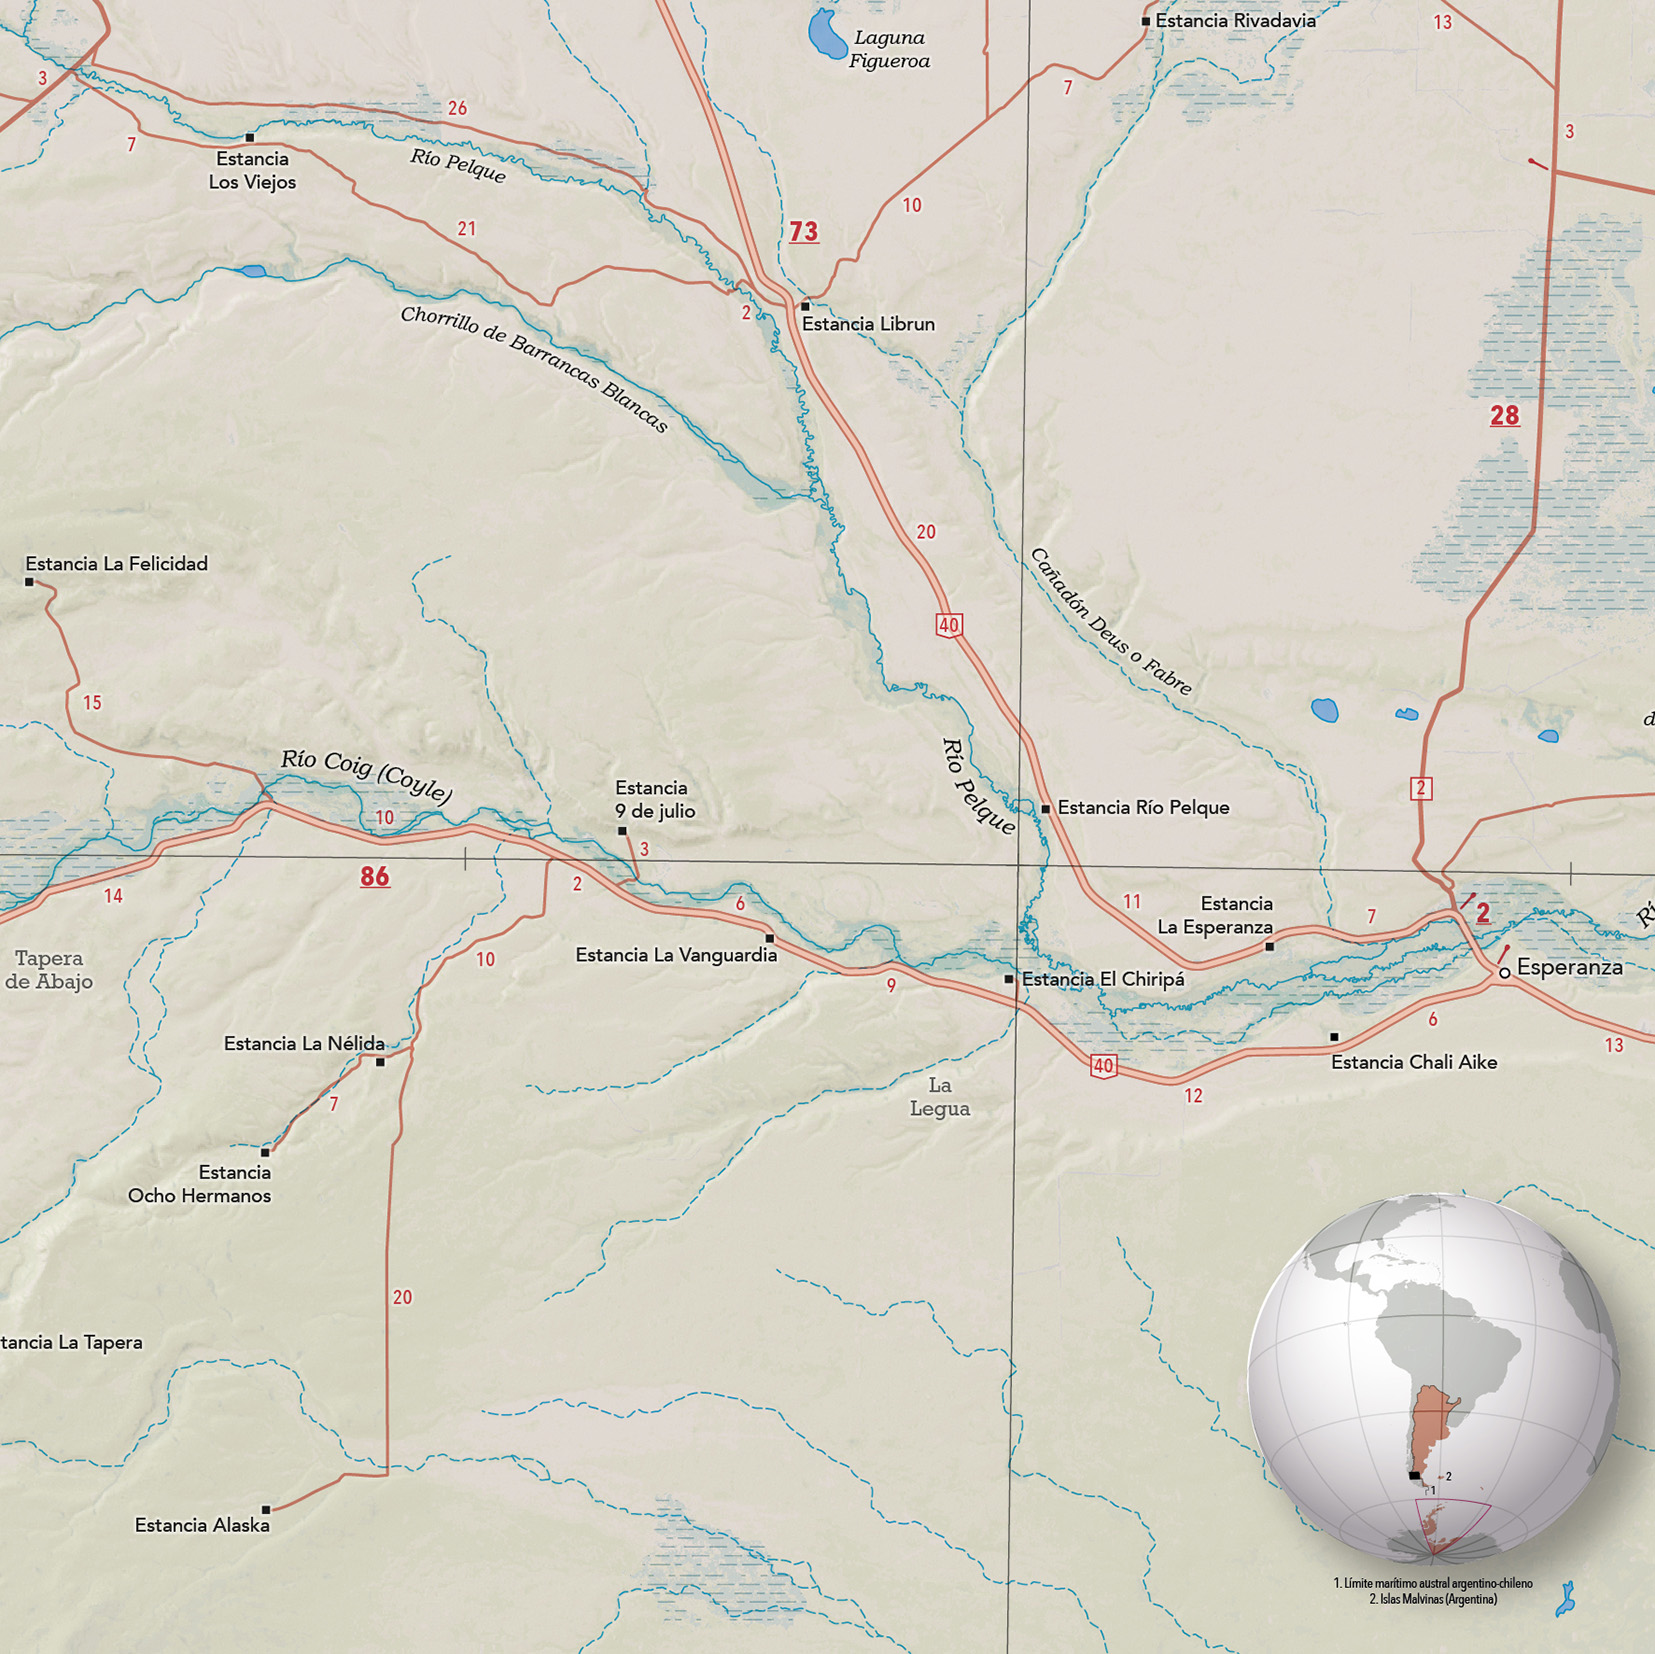 Estancia Rivadavia
13
Laguna
Figueroa
3
7
26
7
3
Estancia
Los Viejos
Río Pelque
10
21
73
2
Estancia Librun
Chorrillo de Barrancas Blancas
28
20
Estancia La Felicidad
Cañadón Deus o Fabre
40
15
Río Coig (Coyle)
Río Pelque
Estancia
9 de julio
2
Estancia Río Pelque
10
3
86
14
2
6
11
Estancia
La Esperanza
7
2
Tapera
de Abajo
Estancia La Vanguardia
10
9
Estancia El Chiripá
Esperanza
6
13
Estancia La Nélida
40
Estancia Chali Aike
La
Legua
12
7
Estancia
Ocho Hermanos
20
tancia La Tapera
2
1
Estancia Alaska
1. Límite marítimo austral argentino-chileno
2. Islas Malvinas (Argentina)